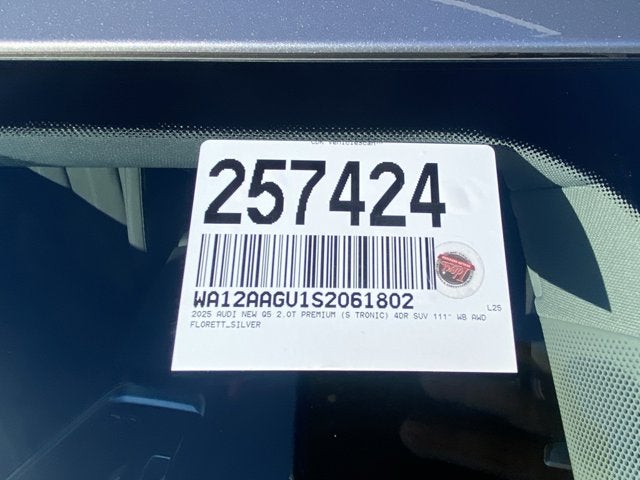 257424
WA12AAGU1S2061802
L25
2025 AUDI NEW Q5 2.0T PREMIUM (S TRONIC) 4DR SUV 111" WB AWD
FLORETT_SILVER